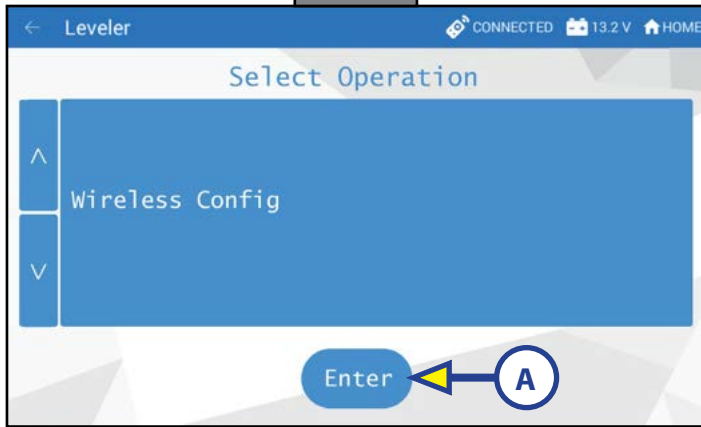 ← Leveler CONNECTED 13.2 V HOME
Select Operation
Wireless Config
Enter A